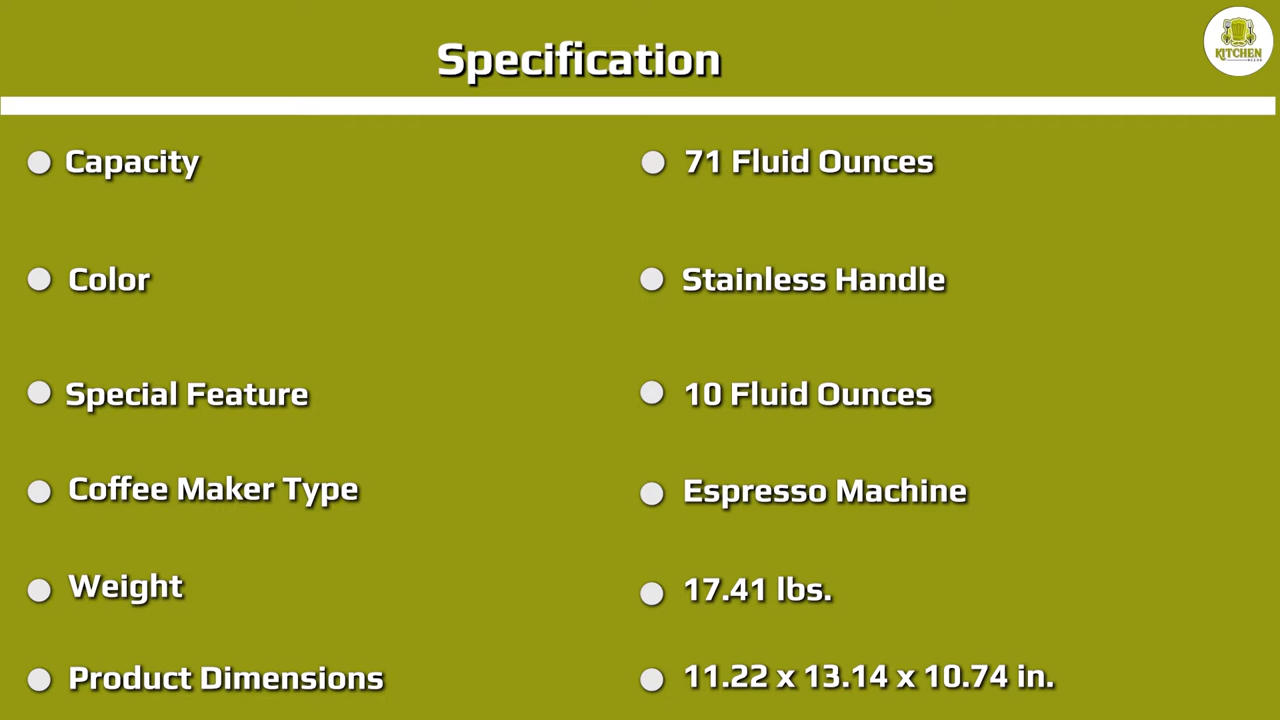 Specification
KITCHEN
Capacity
71 Fluid Ounces
Color
Stainless Handle
Special Feature
10 Fluid Ounces
Coffee Maker Type
Espresso Machine
Weight
17.41 lbs.
Product Dimensions
11.22 x 13.14 x 10.74 in.